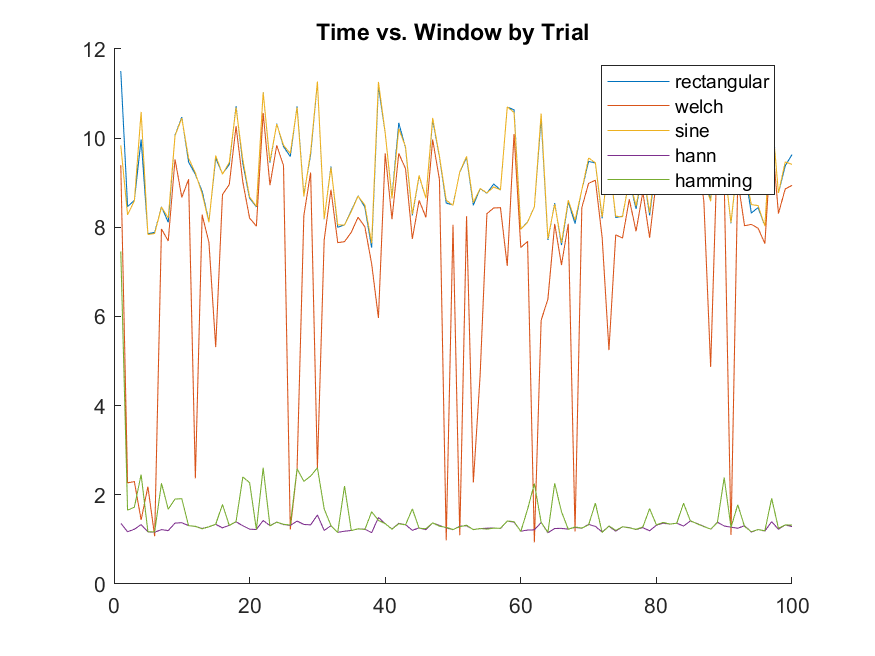 Time vs. Window by Trial
12
10
8
6
4
2
0
rectangular
welch
sine
hann
hamming
0 20 40 60 80 100